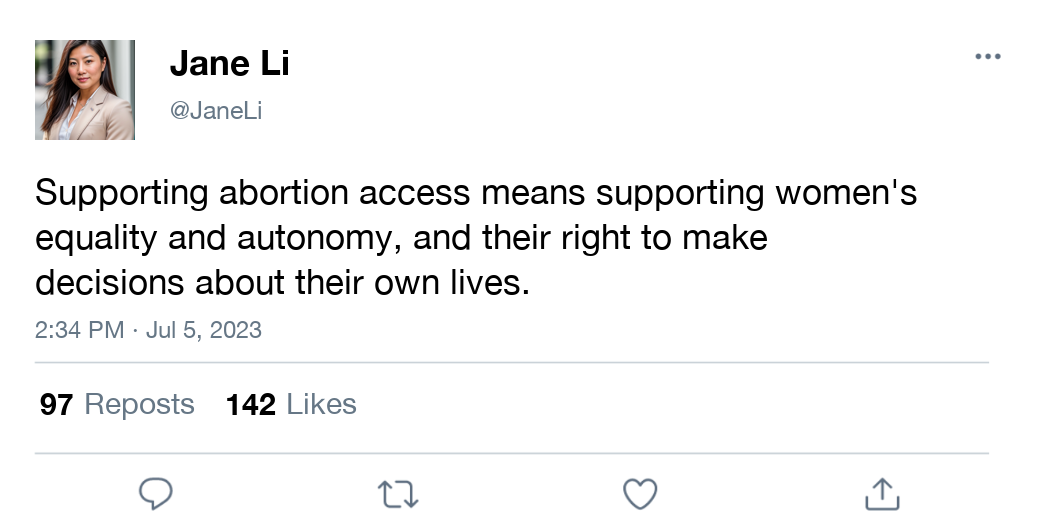 Jane Li
@JaneLi
Supporting abortion access means supporting women's
equality and autonomy, and their right to make
decisions about their own lives.
2:34 PM · Jul 5, 2023
97 Reposts 142 Likes